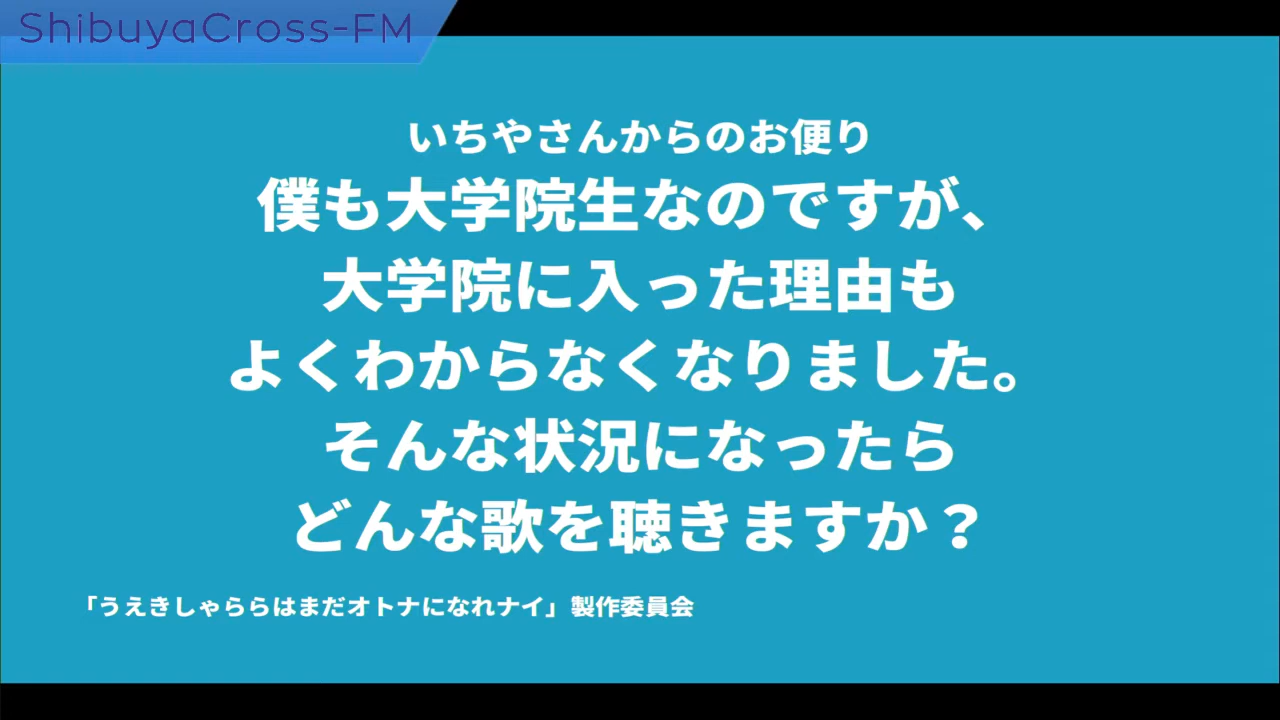 ShibuyaCross-FM
いちやさんからのお便り
僕も大学院生なのですが、
大学院に入った理由も
よくわからなくなりました。
そんな状況になったら
どんな歌を聴きますか？
「うえきしゃららはまだオトナになれナイ」製作委員会